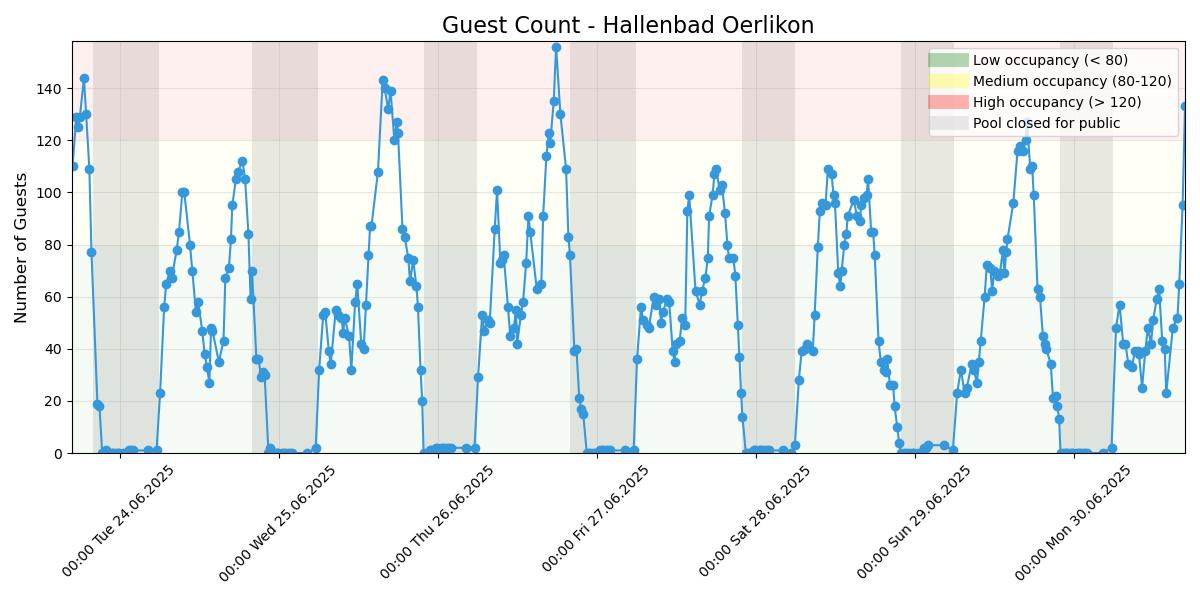 Guest Count - Hallenbad Oerlikon
Low occupancy (< 80)
Medium occupancy (80-120)
High occupancy (> 120)
Pool closed for public
Number of Guests
140
120
100
80
60
40
20
0
00:00 Tue 24.06.2025
00:00 Wed 25.06.2025
00:00 Thu 26.06.2025
00:00 Fri 27.06.2025
00:00 Sat 28.06.2025
00:00 Sun 29.06.2025
00:00 Mon 30.06.2025